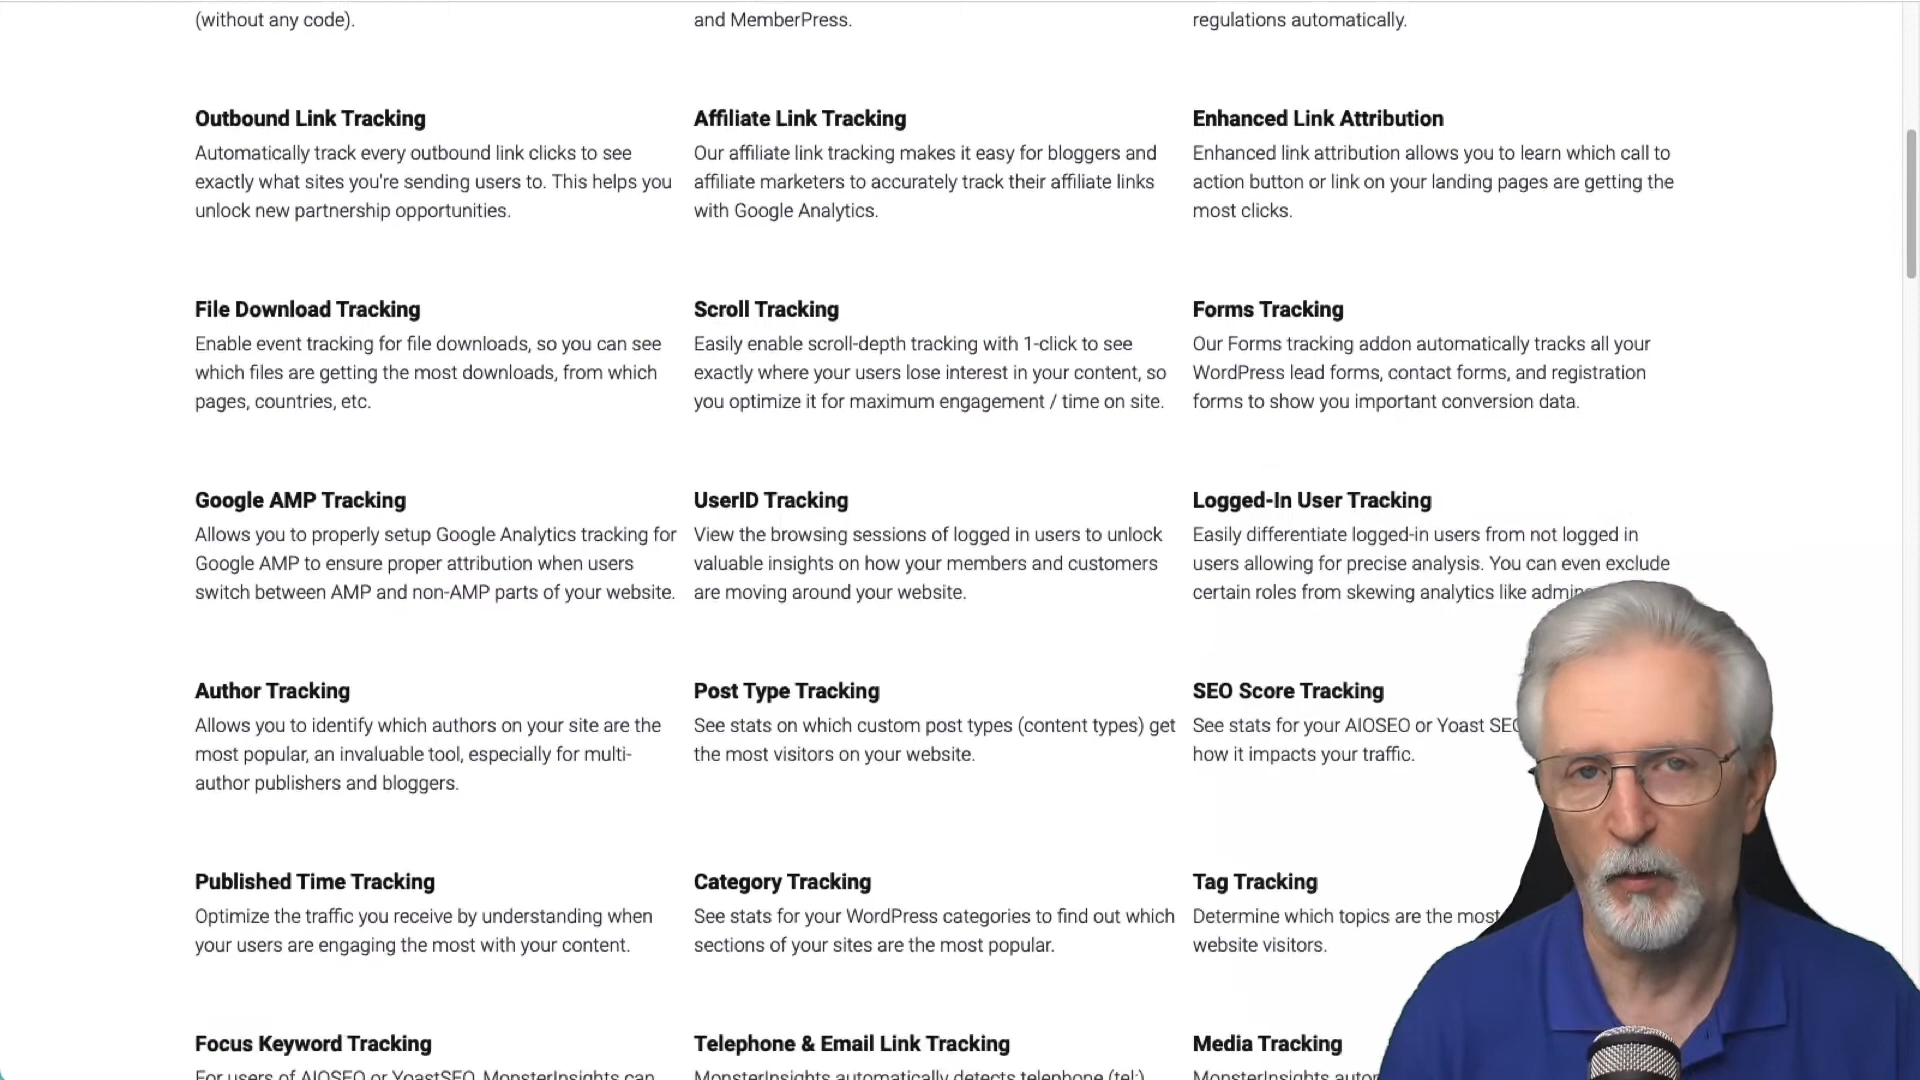 (without any code).
and MemberPress.
regulations automatically.
Outbound Link Tracking
Automatically track every outbound link clicks to see
exactly what sites you're sending users to. This helps you
unlock new partnership opportunities.
Affiliate Link Tracking
Our affiliate link tracking makes it easy for bloggers and
affiliate marketers to accurately track their affiliate links
with Google Analytics.
Enhanced Link Attribution
Enhanced link attribution allows you to learn which call to
action button or link on your landing pages are getting the
most clicks.
File Download Tracking
Enable event tracking for file downloads, so you can see
which files are getting the most downloads, from which
pages, countries, etc.
Scroll Tracking
Easily enable scroll-depth tracking with 1-click to see
exactly where your users lose interest in your content, so
you optimize it for maximum engagement / time on site.
Forms Tracking
Our Forms tracking addon automatically tracks all your
WordPress lead forms, contact forms, and registration
forms to show you important conversion data.
Google AMP Tracking
Allows you to properly setup Google Analytics tracking for
Google AMP to ensure proper attribution when users
switch between AMP and non-AMP parts of your website.
UserID Tracking
View the browsing sessions of logged in users to unlock
valuable insights on how your members and customers
are moving around your website.
Logged-In User Tracking
Easily differentiate logged-in users from not logged in
users allowing for precise analysis. You can even exclude
certain roles from skewing analytics like
Author Tracking
Allows you to identify which authors on your site are the
most popular, an invaluable tool, especially for multi-
author publishers and bloggers.
Post Type Tracking
See stats on which custom post types (content types) get
the most visitors on your website.
SEO Score Tracking
See stats for your AIOSEO or Yoast SEO
how it impacts your traffic.
Published Time Tracking
Optimize the traffic you receive by understanding when
your users are engaging the most with your content.
Category Tracking
See stats for your WordPress categories to find out which
sections of your sites are the most popular.
Tag Tracking
Determine which topics are the most
website visitors.
Focus Keyword Tracking
For users of AIOSEO or YoastSEO, MonsterInsights can
Telephone & Email Link Tracking
MonsterInsights automatically detects telephone (tel:)
Media Tracking
MonsterInsights